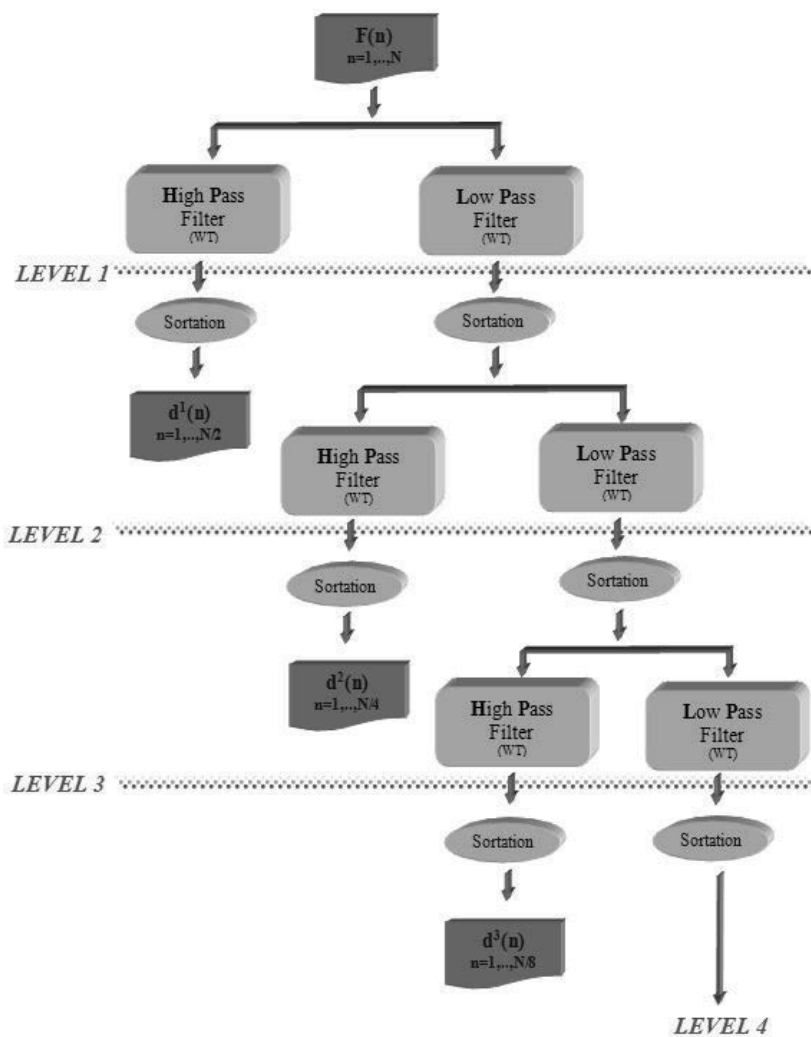 F(n)
n=1,..,N
High Pass
Filter
(WT)
Low Pass
Filter
(WT)
LEVEL 1
Sortation
Sortation
d¹(n)
n=1,..,N/2
High Pass
Filter
(WT)
Low Pass
Filter
(WT)
LEVEL 2
Sortation
Sortation
d²(n)
n=1,..,N/4
High Pass
Filter
(WT)
Low Pass
Filter
(WT)
LEVEL 3
Sortation
Sortation
d³(n)
n=1,..,N/8
LEVEL 4